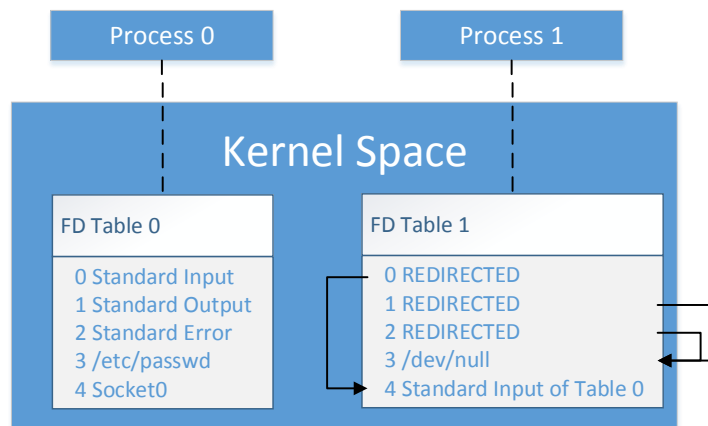 Process 0
Process 1
Kernel Space
FD Table 0
0 Standard Input
1 Standard Output
2 Standard Error
3 /etc/passwd
4 Socket0
FD Table 1
0 REDIRECTED
1 REDIRECTED
2 REDIRECTED
3 /dev/null
4 Standard Input of Table 0